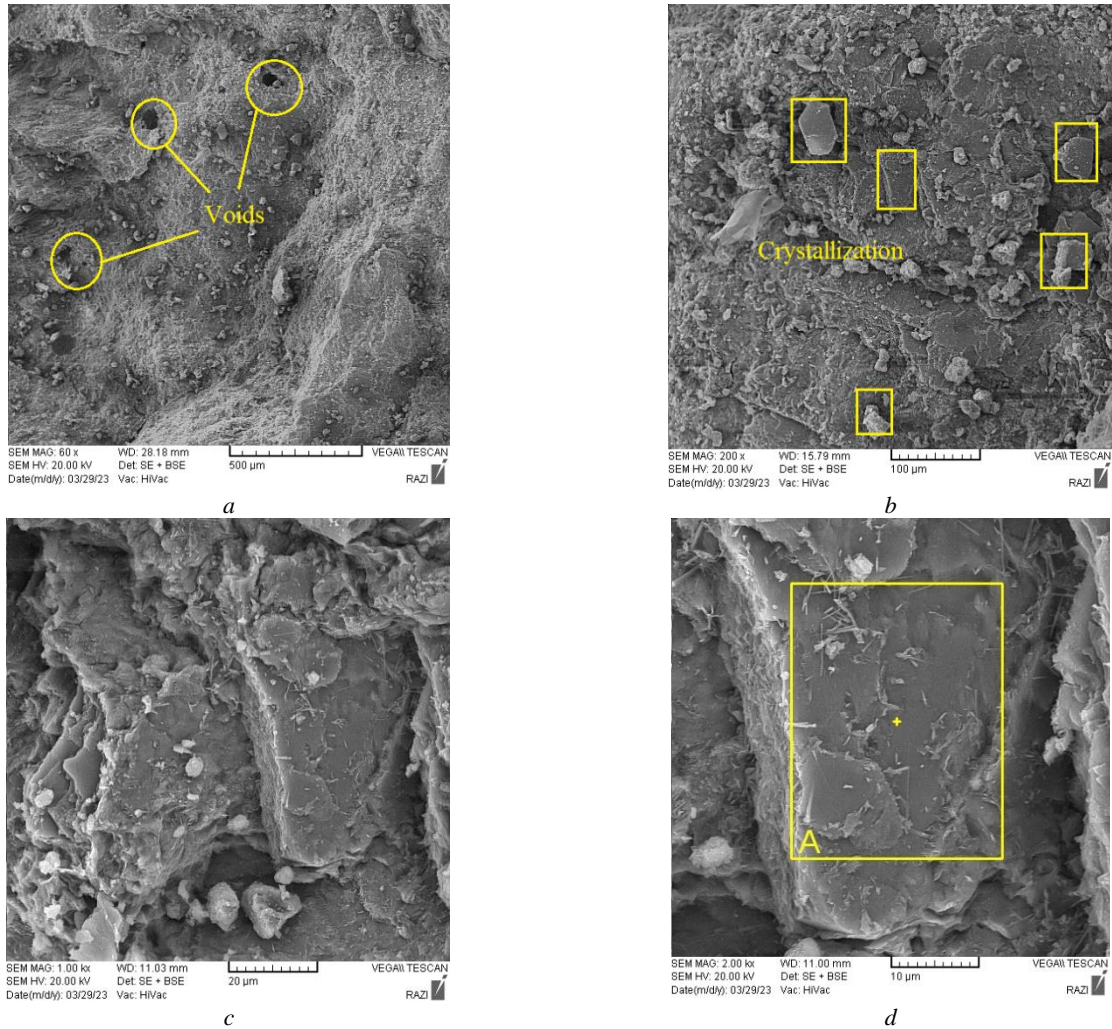 Voids
SEM MAG: 60 x WD: 28.18 mm
SEM HV: 20.00 kV Det: SE + BSE 500 µm VEGA\\ TESCAN
Date(m/d/y): 03/29/23 Vac: HiVac RAZI
a
Crystallization
SEM MAG: 200 x WD: 15.79 mm VEGA\\ TESCAN
SEM HV: 20.00 kV Det: SE + BSE 100 µm
Date(m/d/y): 03/29/23 Vac: HiVac RAZI
b
SEM MAG: 1.00 kx WD: 11.03 mm VEGA\\ TESCAN
SEM HV: 20.00 kV Det: SE + BSE 20 µm
Date(m/d/y): 03/29/23 Vac: HiVac RAZI
c
A
SEM MAG: 2.00 kx WD: 11.00 mm VEGA\\ TESCAN
SEM HV: 20.00 kV Det: SE + BSE 10 µm
Date(m/d/y): 03/29/23 Vac: HiVac RAZI
d